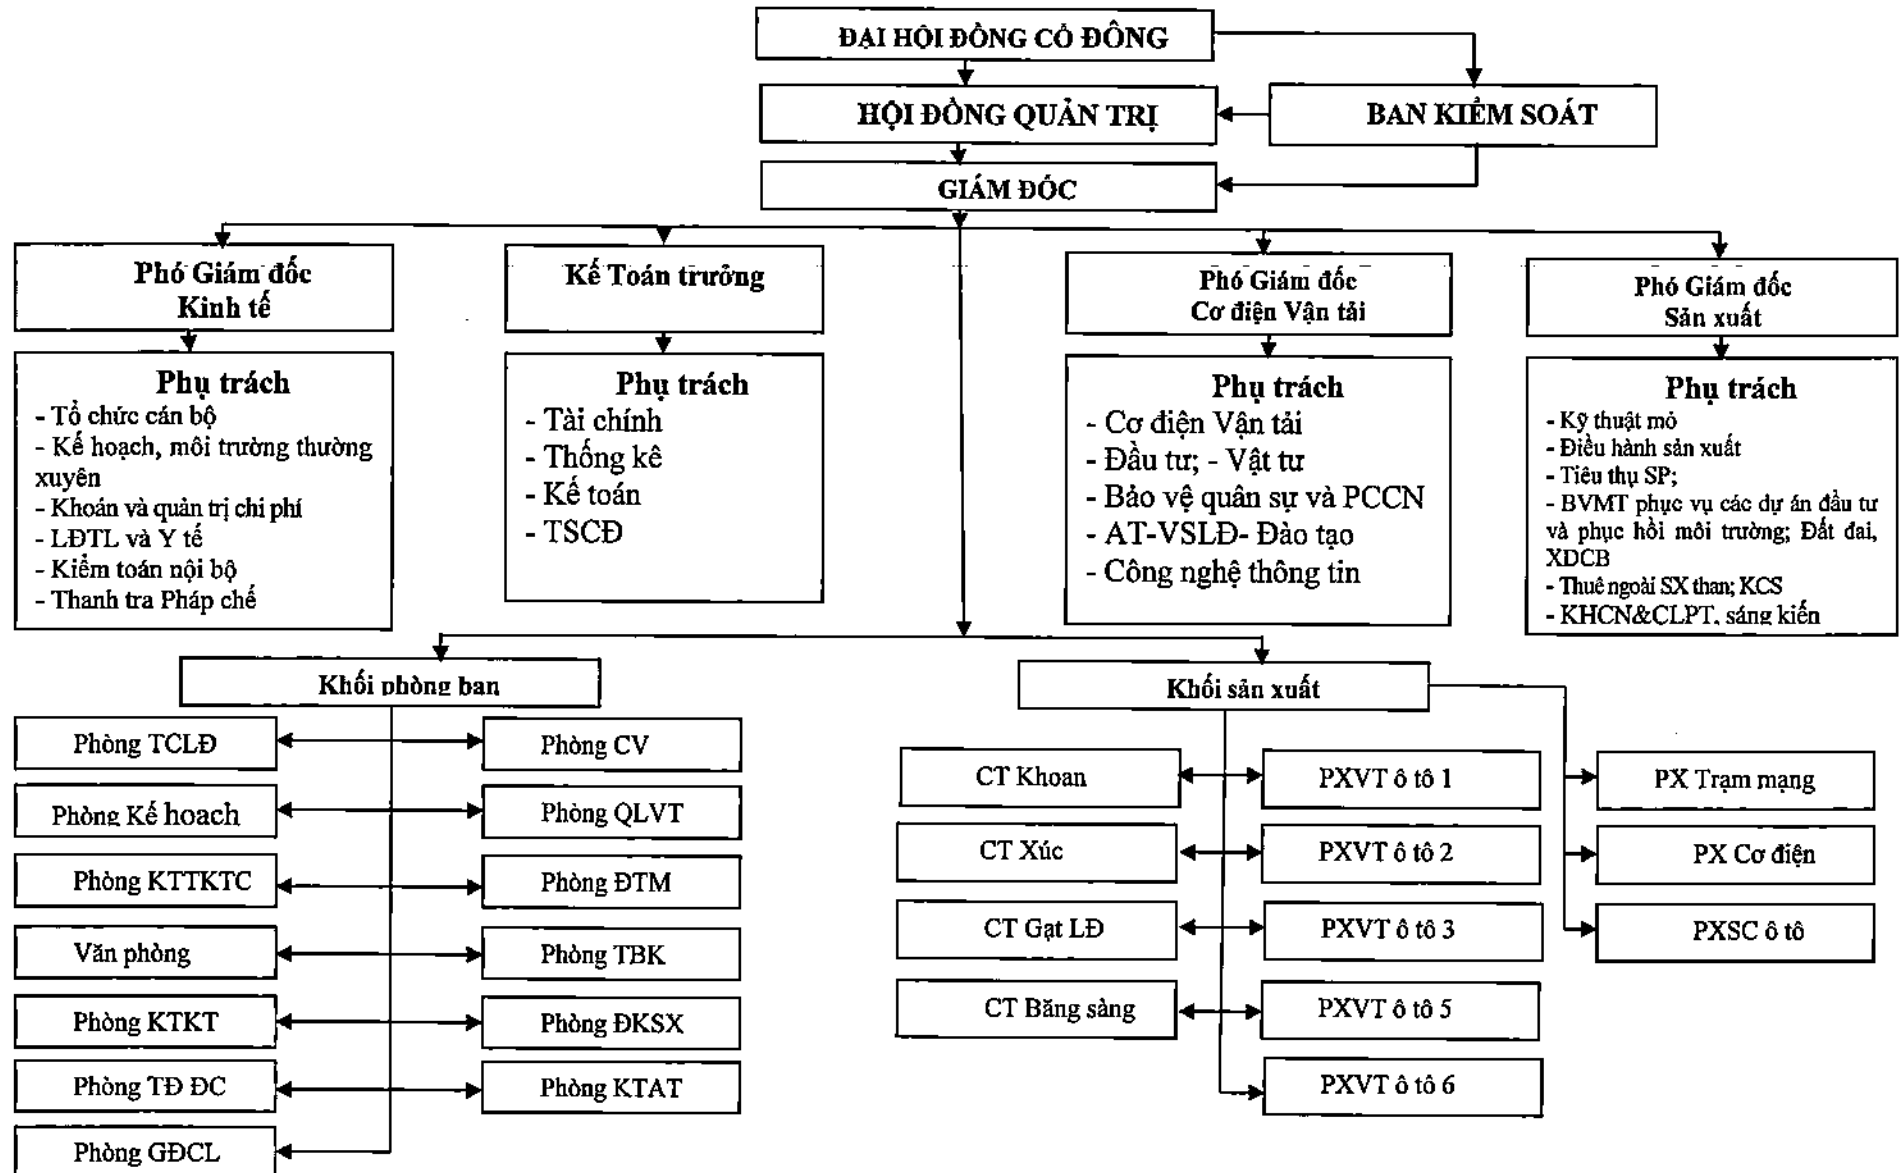 ĐẠI HỘI ĐỒNG CỔ ĐÔNG
HỘI ĐỒNG QUẢN TRỊ
BAN KIỂM SOÁT
GIÁM ĐỐC
Phó Giám đốc
Kinh tế
Kế Toán trưởng
Phó Giám đốc
Cơ điện Vận tải
Phó Giám đốc
Sản xuất
Phụ trách
- Tổ chức cán bộ
- Kế hoạch, môi trường thường
xuyên
- Khoán và quản trị chi phí
- LĐTL và Y tế
- Kiểm toán nội bộ
- Thanh tra Pháp chế
Phụ trách
- Tài chính
- Thống kê
- Kế toán
- TSCĐ
Phụ trách
- Cơ điện Vận tải
- Đầu tư; - Vật tư
- Bảo vệ quân sự và PCCN
- AT-VSLĐ- Đào tạo
- Công nghệ thông tin
Phụ trách
- Kỹ thuật mỏ
- Điều hành sản xuất
- Tiêu thụ SP;
- BVMT phục vụ các dự án đầu tư
và phục hồi môi trường; Đất đai,
XDCB
- Thuê ngoài SX than; KCS
- KHCN&CLPT, sáng kiến
Khối phòng ban
Khối sản xuất
Phòng TCLĐ
Phòng CV
Phòng Kế hoạch
Phòng QLVT
Phòng KTTKTC
Phòng ĐTM
Văn phòng
Phòng TBK
Phòng KTKT
Phòng ĐKSX
Phòng TĐ ĐC
Phòng KTAT
Phòng GĐCL
CT Khoan
PXVT ô tô 1
PX Trạm mạng
CT Xúc
PXVT ô tô 2
PX Cơ điện
CT Gạt LĐ
PXVT ô tô 3
PXSC ô tô
CT Băng sàng
PXVT ô tô 5
PXVT ô tô 6